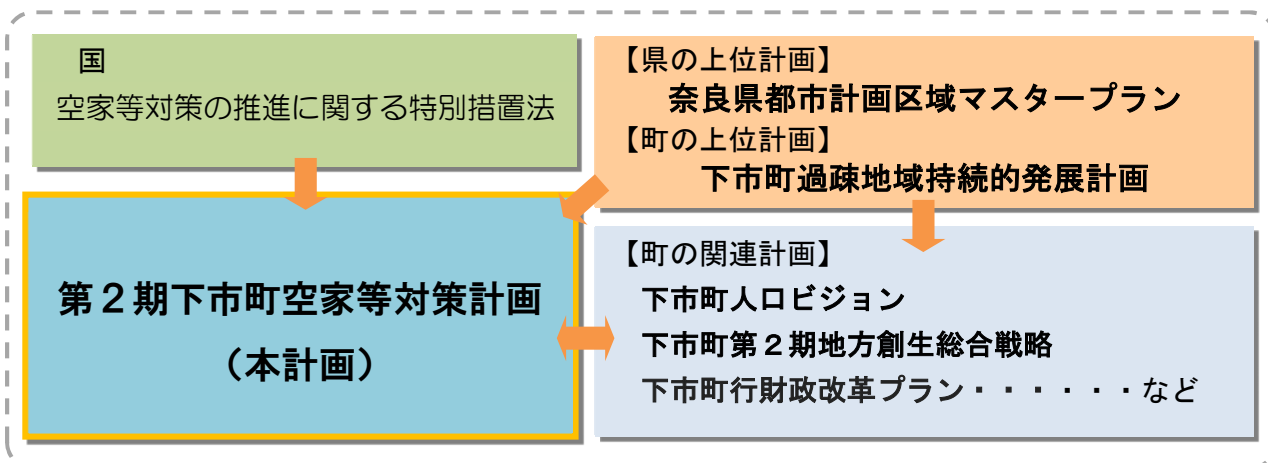 国
空家等対策の推進に関する特別措置法
【県の上位計画】
奈良県都市計画区域マスタープラン
【町の上位計画】
下市町過疎地域持続的発展計画
第２期下市町空家等対策計画
（本計画）
【町の関連計画】
下市町人口ビジョン
下市町第２期地方創生総合戦略
下市町行財政改革プラン・・・・・・など